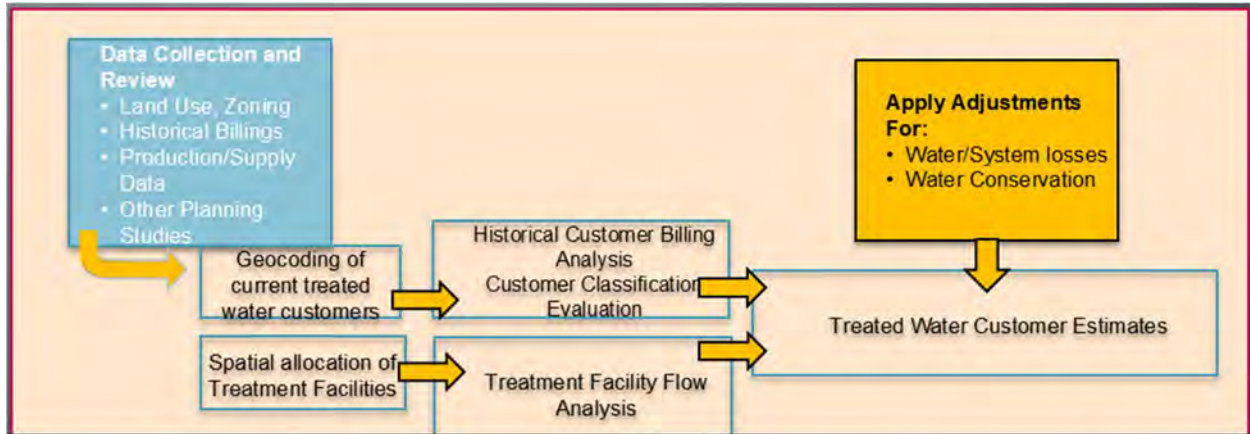 Data Collection and
Review
• Land Use, Zoning
• Historical Billings
• Production/Supply
Data
• Other Planning
Studies
Geocoding of
current treated
water customers
Spatial allocation of
Treatment Facilities
Historical Customer Billing
Analysis
Customer Classification
Evaluation
Treatment Facility Flow
Analysis
Apply Adjustments
For:
• Water/System losses
• Water Conservation
Treated Water Customer Estimates